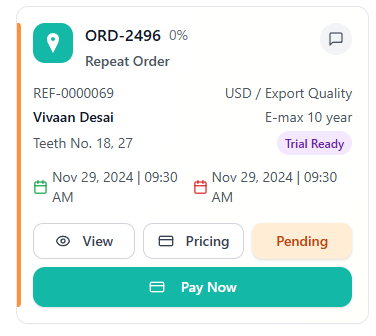 ORD-2496 0%
Repeat Order
REF-0000069 USD / Export Quality
Vivaan Desai E-max 10 year
Teeth No. 18, 27 Trial Ready
Nov 29, 2024 | 09:30 AM
Nov 29, 2024 | 09:30 AM
View Pricing Pending
Pay Now